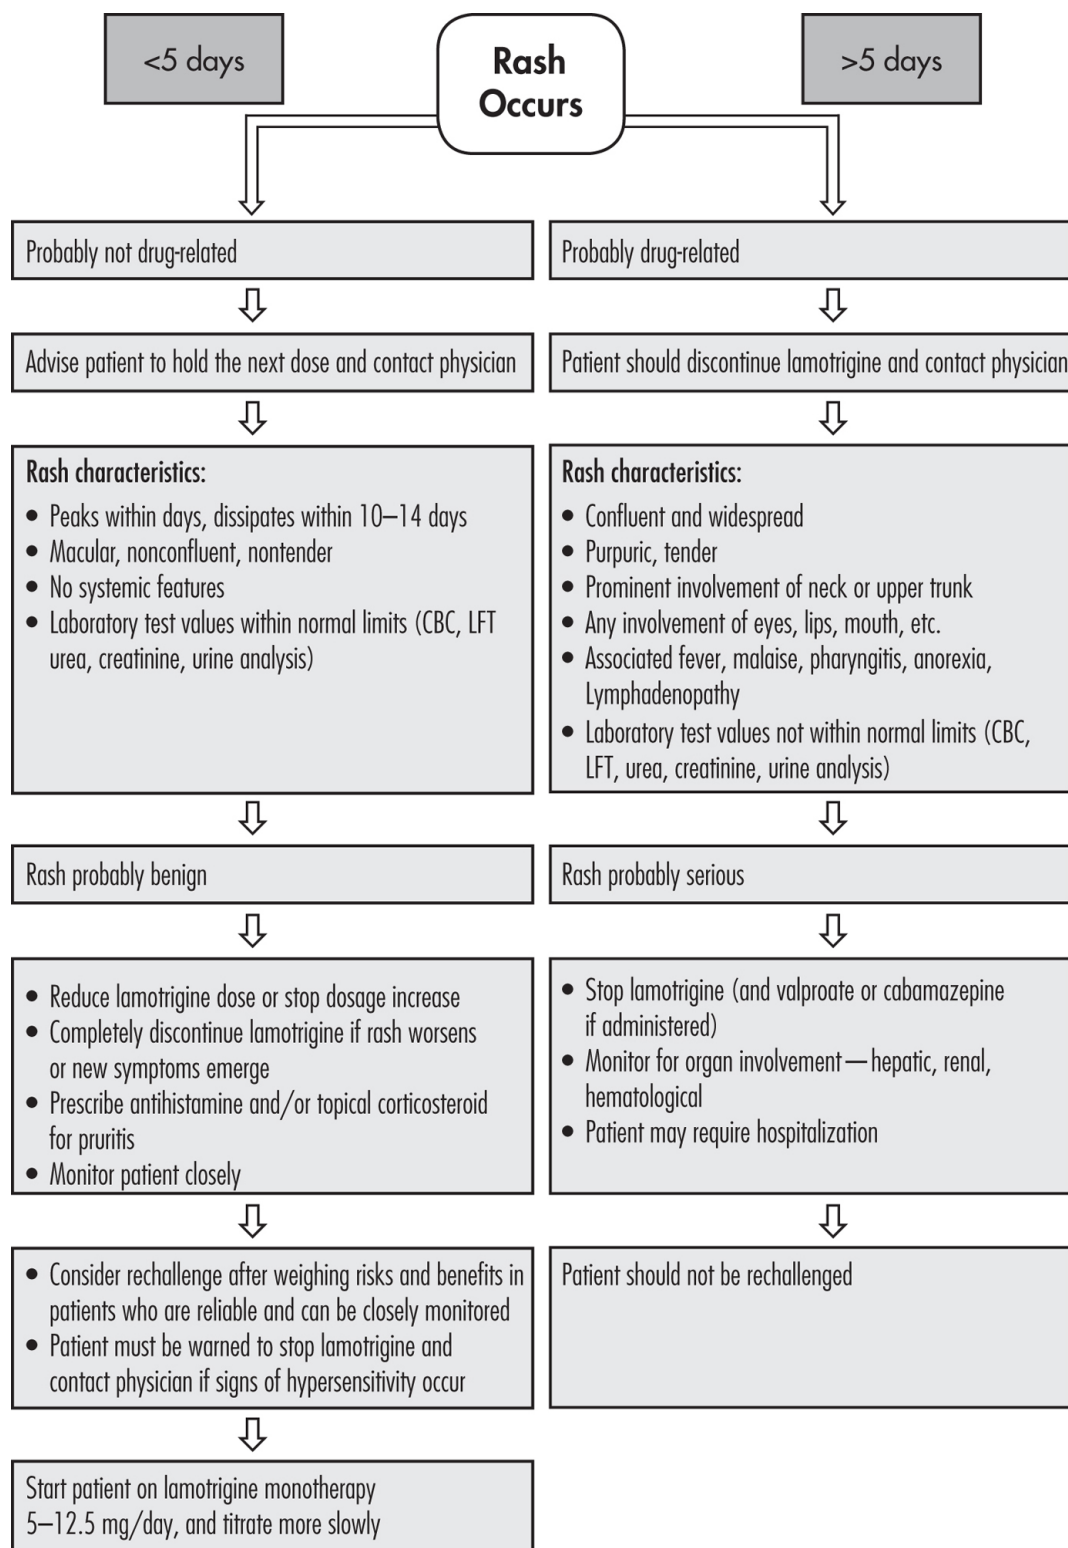 <5 days
Rash
Occurs
>5 days
Probably not drug-related
Advise patient to hold the next dose and contact physician
Rash characteristics:
• Peaks within days, dissipates within 10–14 days
• Macular, nonconfluent, nontender
• No systemic features
• Laboratory test values within normal limits (CBC, LFT
urea, creatinine, urine analysis)
Rash probably benign
• Reduce lamotrigine dose or stop dosage increase
• Completely discontinue lamotrigine if rash worsens
or new symptoms emerge
• Prescribe antihistamine and/or topical corticosteroid
for pruritis
• Monitor patient closely
• Consider rechallenge after weighing risks and benefits in
patients who are reliable and can be closely monitored
• Patient must be warned to stop lamotrigine and
contact physician if signs of hypersensitivity occur
Start patient on lamotrigine monotherapy
5–12.5 mg/day, and titrate more slowly
Probably drug-related
Patient should discontinue lamotrigine and contact physician
Rash characteristics:
• Confluent and widespread
• Purpuric, tender
• Prominent involvement of neck or upper trunk
• Any involvement of eyes, lips, mouth, etc.
• Associated fever, malaise, pharyngitis, anorexia,
Lymphadenopathy
• Laboratory test values not within normal limits (CBC,
LFT, urea, creatinine, urine analysis)
Rash probably serious
• Stop lamotrigine (and valproate or cabamazepine
if administered)
• Monitor for organ involvement — hepatic, renal,
hematological
• Patient may require hospitalization
Patient should not be rechallenged